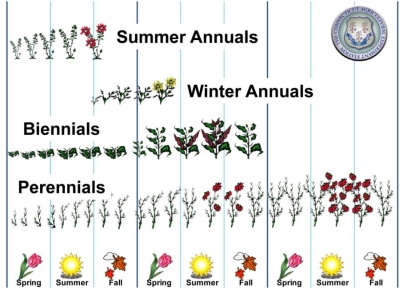 Summer Annuals
Winter Annuals
Biennials
Perennials
Spring Summer Fall Spring Summer Fall Spring Summer Fall